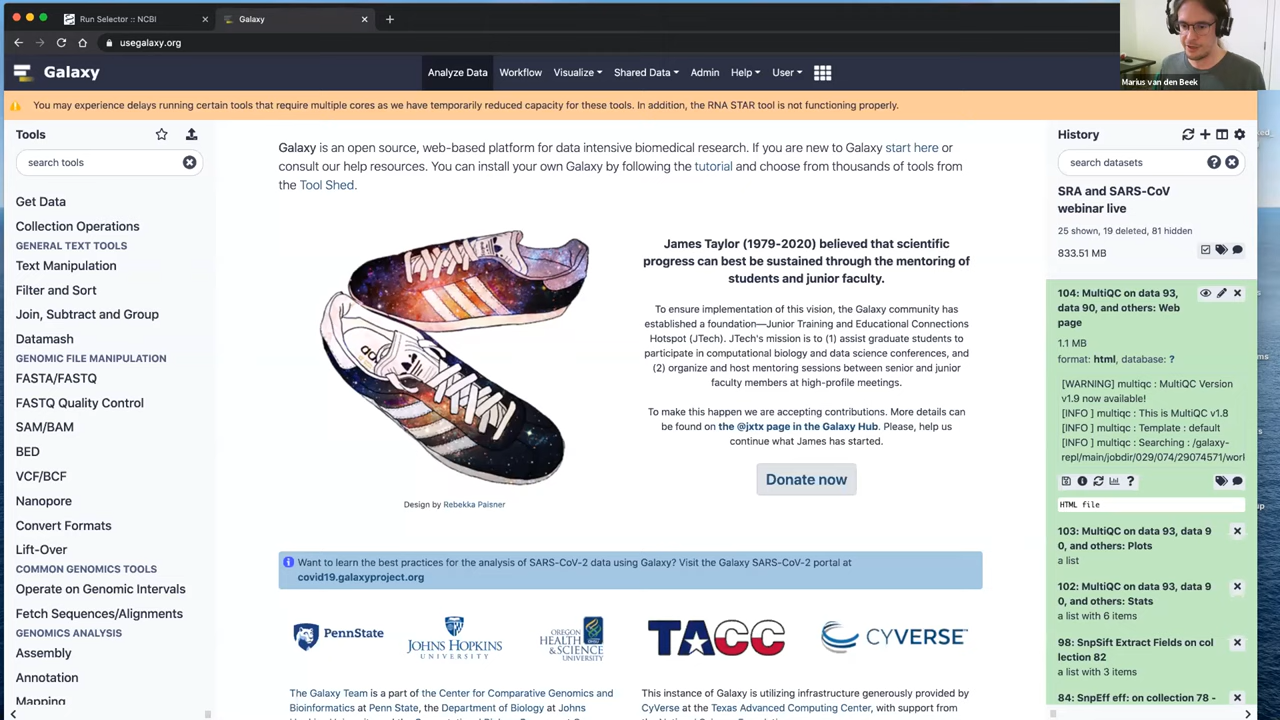 Run Selector :: NCBI
Galaxy
usegalaxy.org
Galaxy
Analyze Data
Workflow
Visualize
Shared Data
Admin
Help
User
Marius van den Beek
You may experience delays running certain tools that require multiple cores as we have temporarily reduced capacity for these tools. In addition, the RNA STAR tool is not functioning properly.
Tools
search tools
Get Data
Collection Operations
GENERAL TEXT TOOLS
Text Manipulation
Filter and Sort
Join, Subtract and Group
Datamash
GENOMIC FILE MANIPULATION
FASTA/FASTQ
FASTQ Quality Control
SAM/BAM
BED
VCF/BCF
Nanopore
Convert Formats
Lift-Over
COMMON GENOMICS TOOLS
Operate on Genomic Intervals
Fetch Sequences/Alignments
GENOMICS ANALYSIS
Assembly
Annotation
Mapping
Galaxy is an open source, web-based platform for data intensive biomedical research. If you are new to Galaxy start here or
consult our help resources. You can install your own Galaxy by following the tutorial and choose from thousands of tools from
the Tool Shed.
Design by Rebekka Paisner
James Taylor (1979-2020) believed that scientific
progress can best be sustained through the mentoring of
students and junior faculty.
To ensure implementation of this vision, the Galaxy community has
established a foundation—Junior Training and Educational Connections
Hotspot (JTech). JTech's mission is to (1) assist graduate students to
participate in computational biology and data science conferences, and
(2) organize and host mentoring sessions between senior and junior
faculty members at high-profile meetings.
To make this happen we are accepting contributions. More details can
be found on the @jxtx page in the Galaxy Hub. Please, help us
continue what James has started.
Donate now
Want to learn the best practices for the analysis of SARS-CoV-2 data using Galaxy? Visit the Galaxy SARS-CoV-2 portal at
covid19.galaxyproject.org
PennState
JOHNS HOPKINS
UNIVERSITY
OREGON
HEALTH
& SCIENCE
UNIVERSITY
TACC
CYVERSE
The Galaxy Team is a part of the Center for Comparative Genomics and
Bioinformatics at Penn State, the Department of Biology at Johns
This instance of Galaxy is utilizing infrastructure generously provided by
CyVerse at the Texas Advanced Computing Center, with support from
History
search datasets
SRA and SARS-CoV
webinar live
25 shown, 19 deleted, 81 hidden
833.51 MB
104: MultiQC on data 93,
data 90, and others: Web
page
1.1 MB
format: html, database: ?
[WARNING] multiqc : MultiQC Version
v1.9 now available!
[INFO ] multiqc : This is MultiQC v1.8
[INFO ] multiqc : Template : default
[INFO ] multiqc : Searching : /galaxy-
repl/main/jobdir/029/074/29074571/worl
HTML file
103: MultiQC on data 93, data 9
0, and others: Plots
a list
102: MultiQC on data 93, data 9
0, and others: Stats
a list with 6 items
98: SnpSift Extract Fields on col
lection 82
a list with 3 items
84: SnpEff eff: on collection 78 -